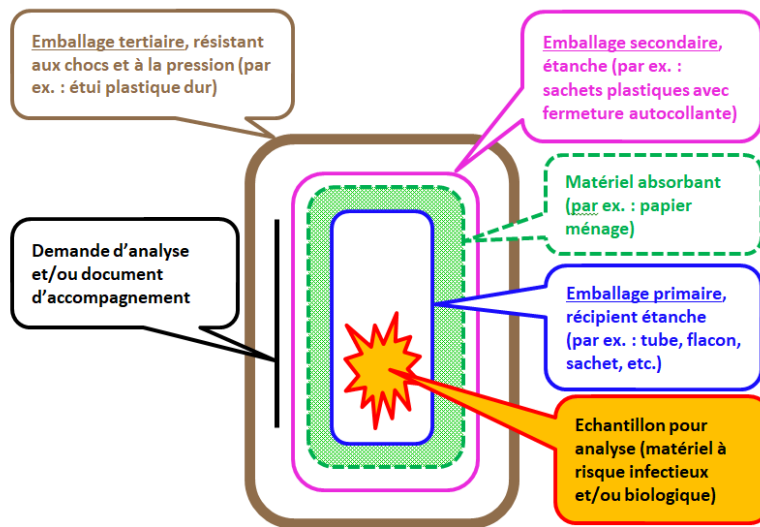 Emballage tertiaire, résistant
aux chocs et à la pression (par
ex. : étui plastique dur)
Emballage secondaire,
étanche (par ex. :
sachets plastiques avec
fermeture autocollante)
Matériel absorbant
(par ex. : papier
ménage)
Demande d'analyse
et/ou document
d'accompagnement
Emballage primaire,
récipient étanche
(par ex. : tube, flacon,
sachet, etc.)
Echantillon pour
analyse (matériel à
risque infectieux
et/ou biologique)